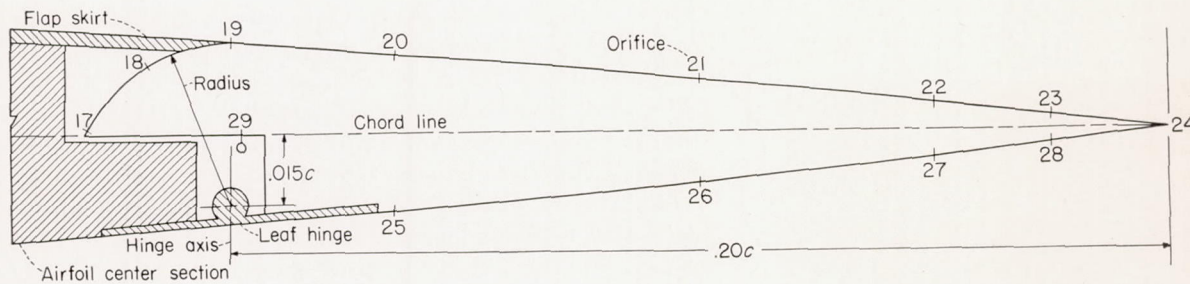 Flap skirt
19
20
Orifice
21
18
Radius
22
23
17
29
Chord line
24
.015c
28
27
26
25
Leaf hinge
Hinge axis
.20c
Airfoil center section